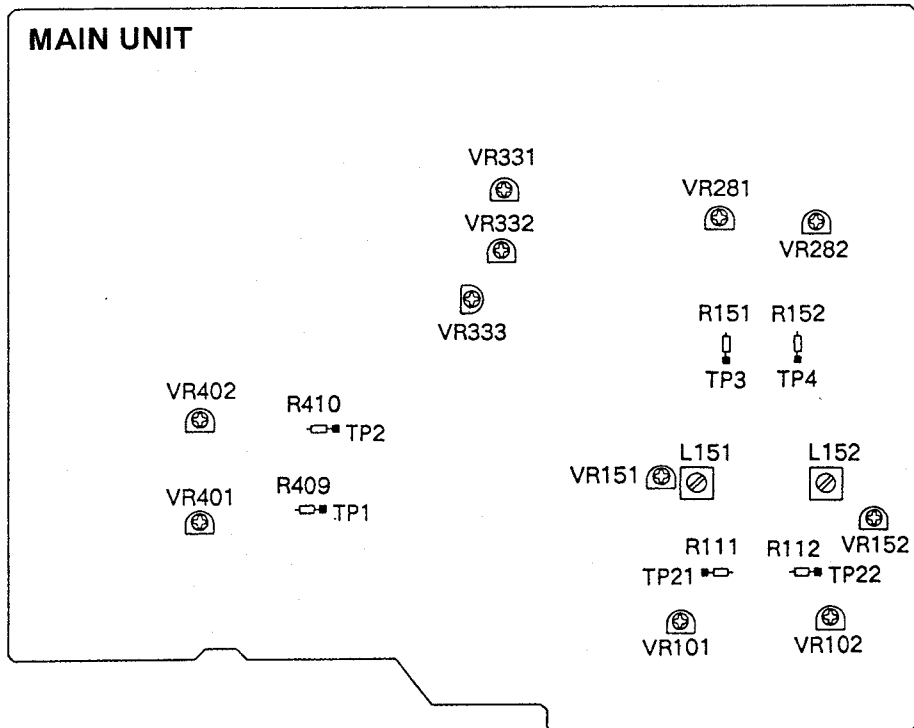 MAIN UNIT
VR331
VR281
VR332
VR282
VR333
R151 R152
TP3 TP4
VR402
R410
TP2
L151 L152
VR151
R409
VR401
TP1
VR152
R111 R112
TP21 TP22
VR101 VR102